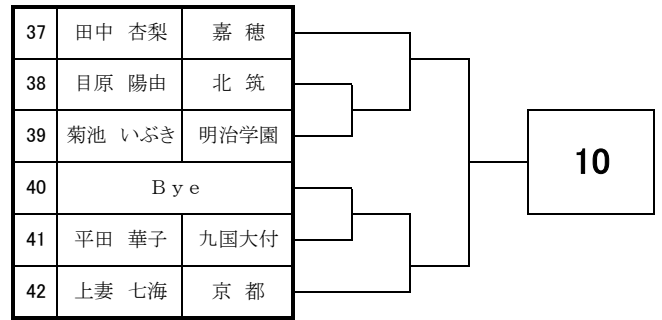 37 田中 杏梨 嘉 穂
38 目原 陽由 北 筑
39 菊池 いぶき 明治学園
40 Ｂｙｅ
41 平田 華子 九国大付
42 上妻 七海 京 都
10